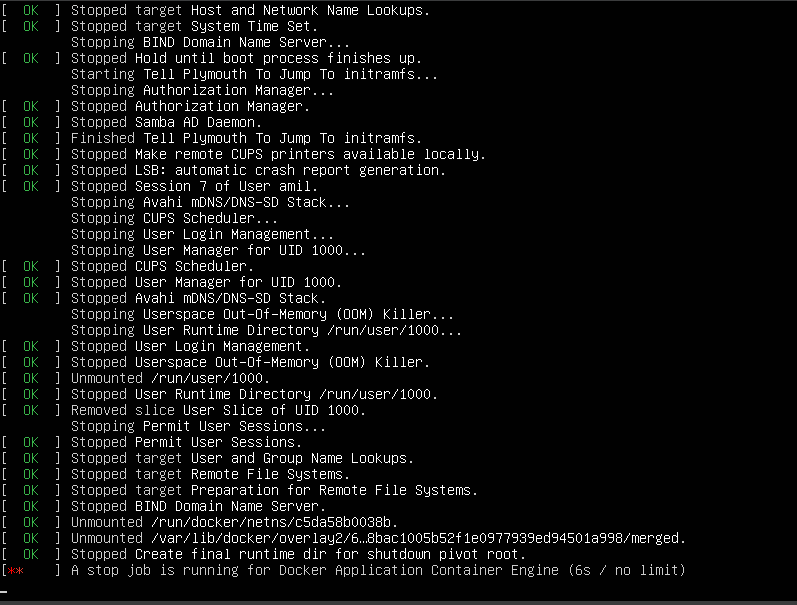 [  OK  ] Stopped target Host and Network Name Lookups.
[  OK  ] Stopped target System Time Set.
         Stopping BIND Domain Name Server...
[  OK  ] Stopped Hold until boot process finishes up.
         Starting Tell Plymouth To Jump To initramfs...
         Stopping Authorization Manager...
[  OK  ] Stopped Authorization Manager.
[  OK  ] Stopped Samba AD Daemon.
[  OK  ] Finished Tell Plymouth To Jump To initramfs.
[  OK  ] Stopped Make remote CUPS printers available locally.
[  OK  ] Stopped LSB: automatic crash report generation.
[  OK  ] Stopped Session 7 of User amil.
         Stopping Avahi mDNS/DNS-SD Stack...
         Stopping CUPS Scheduler...
         Stopping User Login Management...
         Stopping User Manager for UID 1000...
[  OK  ] Stopped CUPS Scheduler.
[  OK  ] Stopped User Manager for UID 1000.
[  OK  ] Stopped Avahi mDNS/DNS-SD Stack.
         Stopping Userspace Out-Of-Memory (OOM) Killer...
         Stopping User Runtime Directory /run/user/1000...
[  OK  ] Stopped User Login Management.
[  OK  ] Stopped Userspace Out-Of-Memory (OOM) Killer.
[  OK  ] Unmounted /run/user/1000.
[  OK  ] Stopped User Runtime Directory /run/user/1000.
[  OK  ] Removed slice User Slice of UID 1000.
         Stopping Permit User Sessions...
[  OK  ] Stopped Permit User Sessions.
[  OK  ] Stopped target User and Group Name Lookups.
[  OK  ] Stopped target Remote File Systems.
[  OK  ] Stopped target Preparation for Remote File Systems.
[  OK  ] Stopped BIND Domain Name Server.
[  OK  ] Unmounted /run/docker/netns/c5da58b0038b.
[  OK  ] Unmounted /var/lib/docker/overlay2/6…8bac1005b52f1e0977939ed94501a998/merged.
[  OK  ] Stopped Create final runtime dir for shutdown pivot root.
[**    ] A stop job is running for Docker Application Container Engine (6s / no limit)